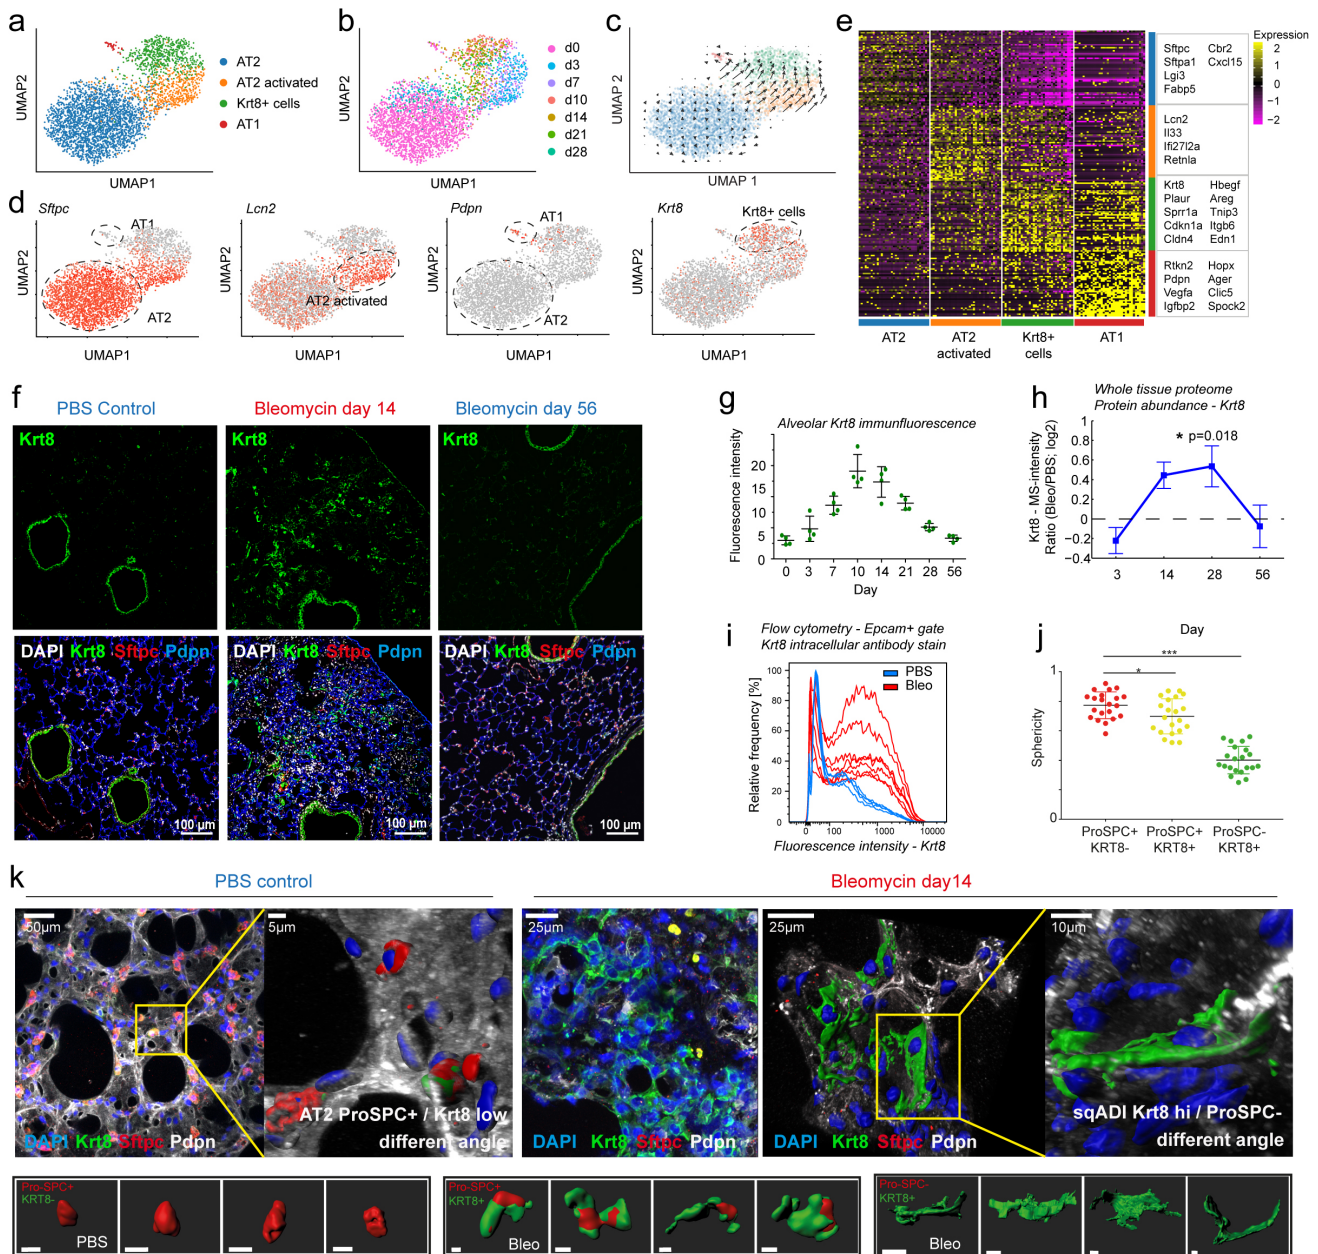 a
UMAP2
UMAP1
AT2
AT2 activated
Krt8+ cells
AT1
b
UMAP2
UMAP1
d0
d3
d7
d10
d14
d21
d28
c
UMAP 2
UMAP 1
d
Sftpc
AT1
AT2
UMAP2
UMAP1
Lcn2
AT2 activated
UMAP2
UMAP1
Pdpn
AT1
AT2
UMAP2
UMAP1
Krt8
Krt8+ cells
UMAP2
UMAP1
e
Expression
2
1
0
−1
−2
Sftpc Cbr2
Sftpa1 Cxcl15
Lgi3
Fabp5
Lcn2
Il33
Ifi27l2a
Retnla
Krt8 Hbegf
Plaur Areg
Sprr1a Tnip3
Cdkn1a Itgb6
Cldn4 Edn1
Rtkn2 Hopx
Pdpn Ager
Vegfa Clic5
Igfbp2 Spock2
AT2
AT2
activated
Krt8+
cells
AT1
f
PBS Control
Bleomycin day 14
Bleomycin day 56
Krt8
Krt8
Krt8
DAPI Krt8 Sftpc Pdpn
100 µm
DAPI Krt8 Sftpc Pdpn
100 µm
DAPI Krt8 Sftpc Pdpn
100 µm
g
Alveolar Krt8 immunfluorescence
Fluorescence intensity
20
15
10
5
0
0 3 7 10 14 21 28 56
Day
h
Whole tissue proteome
Protein abundance - Krt8
* p=0.018
Krt8 - MS-intensity
Ratio (Bleo/PBS; log2)
1
0.8
0.6
0.4
0.2
0
−0.2
−0.4
3 14 28 56
Day
i
Flow cytometry - Epcam+ gate
Krt8 intracellular antibody stain
PBS
Bleo
Relative frequency [%]
100
80
60
40
20
0
0 100 1000 10000
Fluorescence intensity - Krt8
j
***
*
Sphericity
1
0
ProSPC+
KRT8-
ProSPC+
KRT8+
ProSPC-
KRT8+
k
PBS control
Bleomycin day14
50µm
DAPI Krt8 Sftpc Pdpn
5µm
AT2 ProSPC+ / Krt8 low
different angle
25µm
DAPI Krt8 Sftpc Pdpn
25µm
DAPI Krt8 Sftpc Pdpn
10µm
sqADI Krt8 hi / ProSPC-
different angle
Pro-SPC+
KRT8-
PBS
Pro-SPC+
KRT8+
Bleo
Pro-SPC-
KRT8+
Bleo